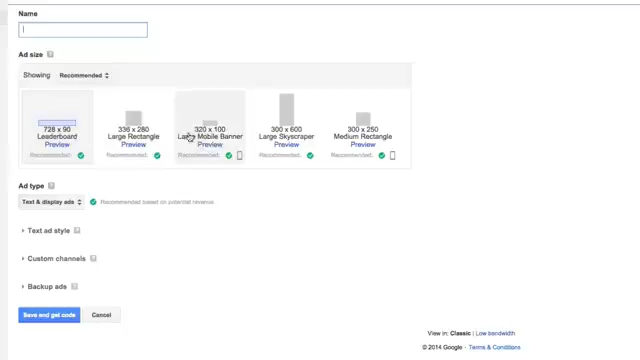 Name
Ad size ?
Showing Recommended
728 x 90 336 x 280 320 x 100 300 x 600 300 x 250
Leaderboard Large Rectangle Large Mobile Banner Large Skyscraper Medium Rectangle
Preview Preview Preview Preview Preview
Recommended: Recommended: Recommended: Recommended: Recommended:
Ad type ?
Text & display ads Recommended based on potential revenue.
Text ad style ?
Custom channels ?
Backup ads ?
Save and get code Cancel
View in: Classic | Low bandwidth
© 2014 Google - Terms & Conditions